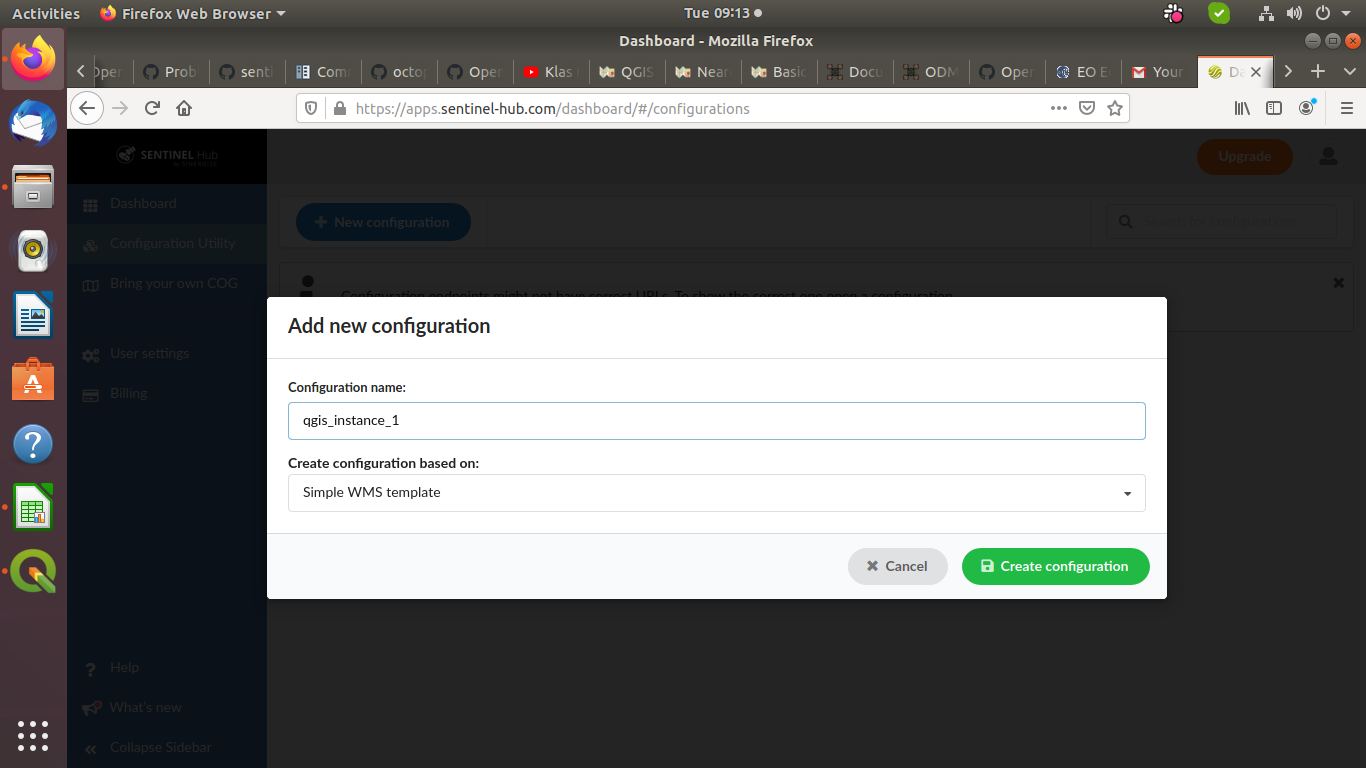 Activities Firefox Web Browser Tue 09:13
Dashboard - Mozilla Firefox
Oper Prob senti Com octop Oper Klas QGIS Near Basic Docu ODM Oper EO E Your Da
https://apps.sentinel-hub.com/dashboard/#/configurations
SENTINEL Hub
Upgrade
Dashboard
New configuration
Configuration Utility
Bring your own COG
Configuration endpoints might not have correct URLs. To show the correct one open a configuration.
Add new configuration
User settings
Configuration name:
Billing
qgis_instance_1
Create configuration based on:
Simple WMS template
Cancel Create configuration
Help
What's new
Collapse Sidebar